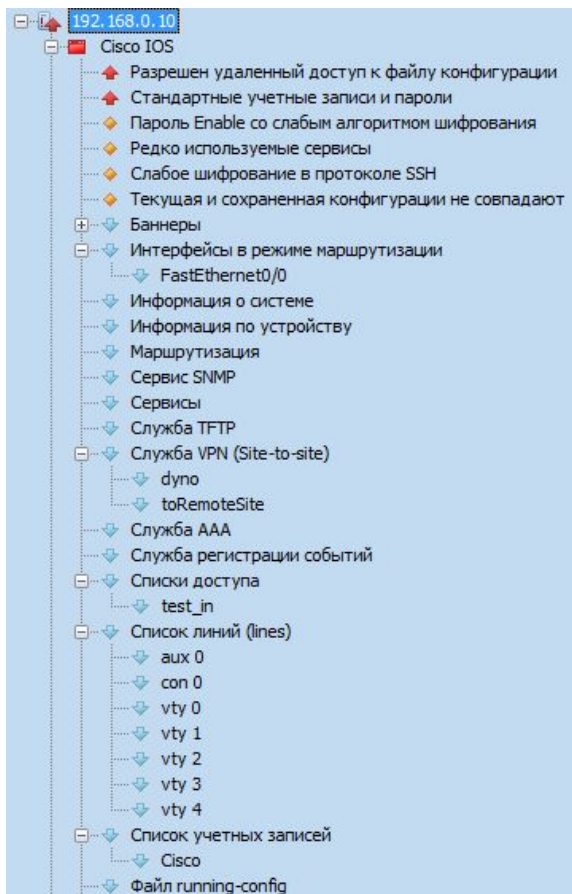 192.168.0.10
Cisco IOS
Разрешен удаленный доступ к файлу конфигурации
Стандартные учетные записи и пароли
Пароль Enable со слабым алгоритмом шифрования
Редко используемые сервисы
Слабое шифрование в протоколе SSH
Текущая и сохраненная конфигурации не совпадают
Баннеры
Интерфейсы в режиме маршрутизации
FastEthernet0/0
Информация о системе
Информация по устройству
Маршрутизация
Сервис SNMP
Сервисы
Служба TFTP
Служба VPN (Site-to-site)
dyno
toRemoteSite
Служба AAA
Служба регистрации событий
Списки доступа
test_in
Список линий (lines)
aux 0
con 0
vty 0
vty 1
vty 2
vty 3
vty 4
Список учетных записей
Cisco
Файл running-config